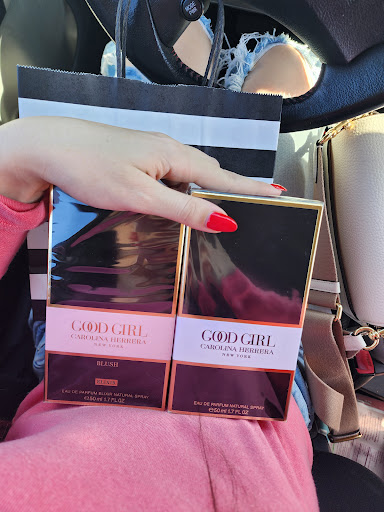 GOOD GIRL
CAROLINA HERRERA
NEW YORK
BLUSH
ELIXIR
EAU DE PARFUM ELIXIR NATURAL SPRAY
℮50 ml 1.7 FL.OZ
GOOD GIRL
CAROLINA HERRERA
NEW YORK
EAU DE PARFUM NATURAL SPRAY
℮50 ml 1.7 FL.OZ